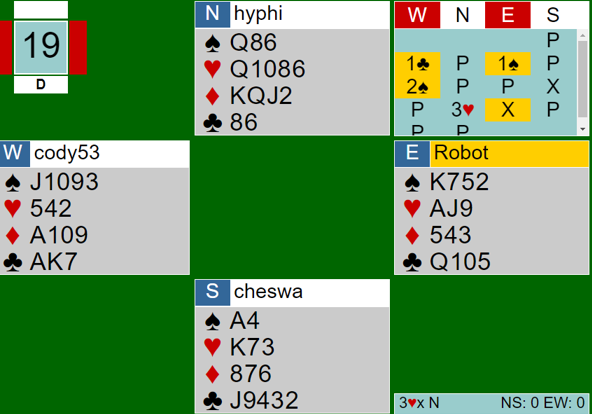 19
D
N hyphi
♠ Q86
♥ Q1086
♦ KQJ2
♣ 86
W N E S
P
1♣ P 1♠ P
2♠ P P X
P 3♥ X P
P P
W cody53
♠ J1093
♥ 542
♦ A109
♣ AK7
E Robot
♠ K752
♥ AJ9
♦ 543
♣ Q105
S cheswa
♠ A4
♥ K73
♦ 876
♣ J9432
3♥x N NS: 0 EW: 0